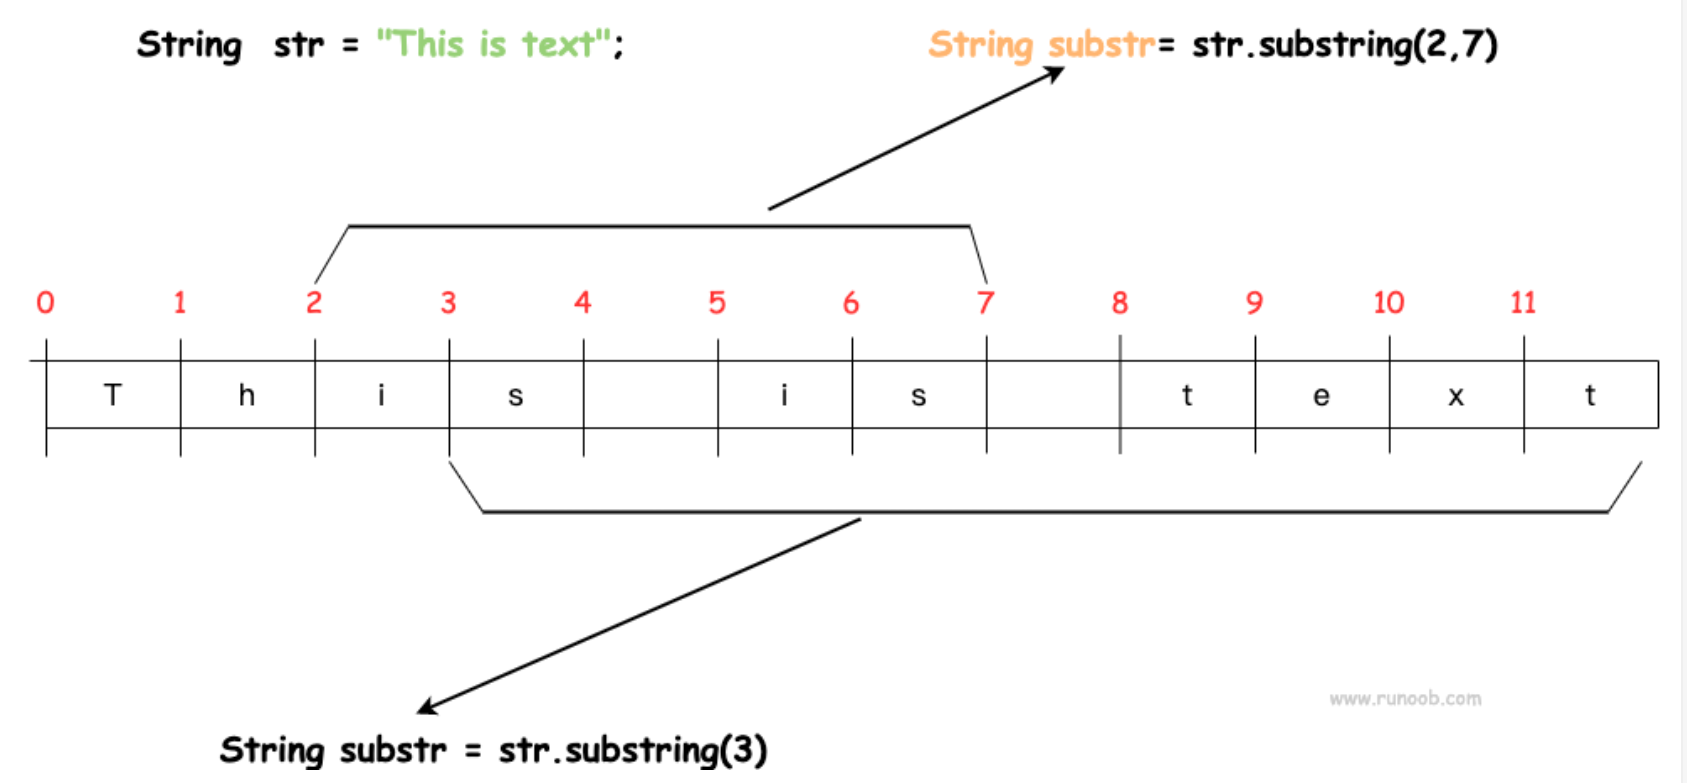 String str = "This is text";
String substr= str.substring(2,7)
0 1 2 3 4 5 6 7 8 9 10 11
T h i s i s t e x t
www.runoob.com
String substr = str.substring(3)